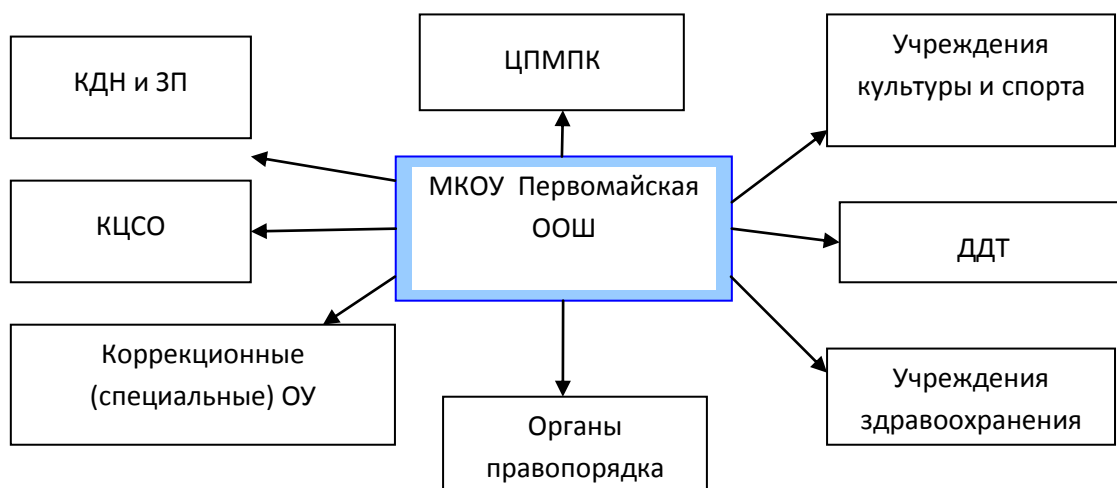 КДН и ЗП
ЦПМПК
Учреждения
культуры и спорта
КЦСО
МКОУ Первомайская
ООШ
ДДТ
Коррекционные
(специальные) ОУ
Органы
правопорядка
Учреждения
здравоохранения